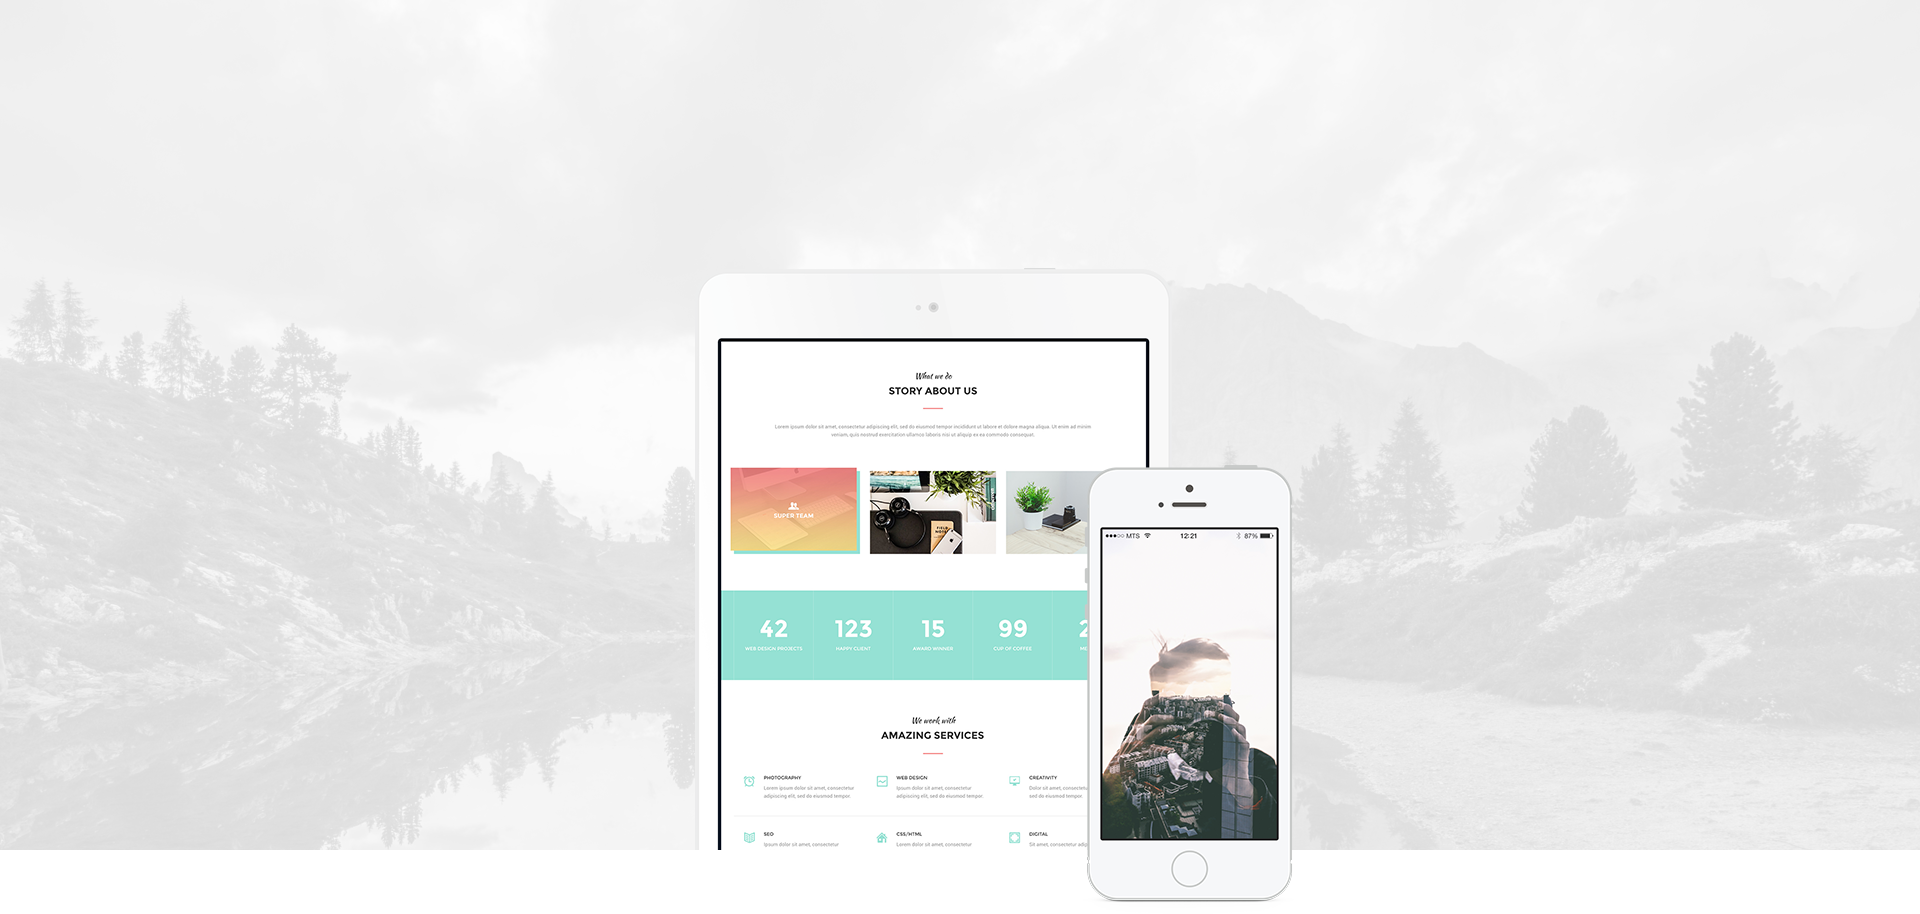 What we do
STORY ABOUT US
Lorem ipsum dolor sit amet, consectetur adipiscing elit, sed do eiusmod tempor incididunt ut labore et dolore magna aliqua. Ut enim ad minim
veniam, quis nostrud exercitation ullamco laboris nisi ut aliquip ex ea commodo consequat.
SUPER TEAM
FIELD
NOTES
42
WEB DESIGN PROJECTS
123
HAPPY CLIENT
15
AWARD WINNER
99
CUP OF COFFEE
2
ME
We work with
AMAZING SERVICES
PHOTOGRAPHY
Lorem ipsum dolor sit amet, consectetur
adipiscing elit, sed do eiusmod tempor.
WEB DESIGN
Ipsum dolor sit amet, consectetur
adipiscing elit, sed do eiusmod tempor.
CREATIVITY
Dolor sit amet, consectetu
sed do eiusmod tempor.
SEO
Ipsum dolor sit amet, consectetur
CSS/HTML
Lorem dolor sit amet, consectetur
DIGITAL
Sit amet, consectetur adip
MTS 12:21 87%